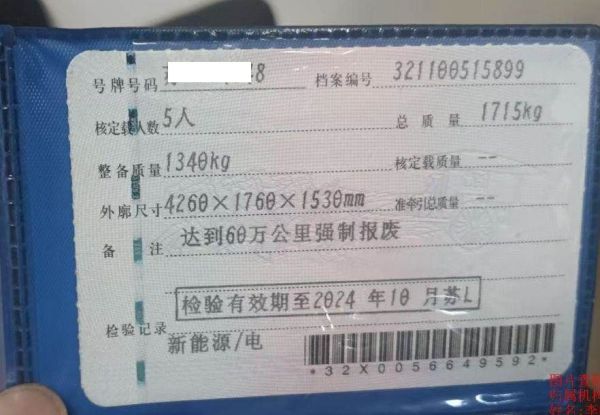 号牌号码 8 档案编号 321100515899
核定载人数 5人 总质量 1715kg
整备质量 1340kg 核定载质量 --
外廓尺寸 4260×1760×1530mm 准牵引总质量 --
备注 达到60万公里强制报废
检验有效期至2024 年10 月苏L
检验记录
新能源/电
*32X0056649592*